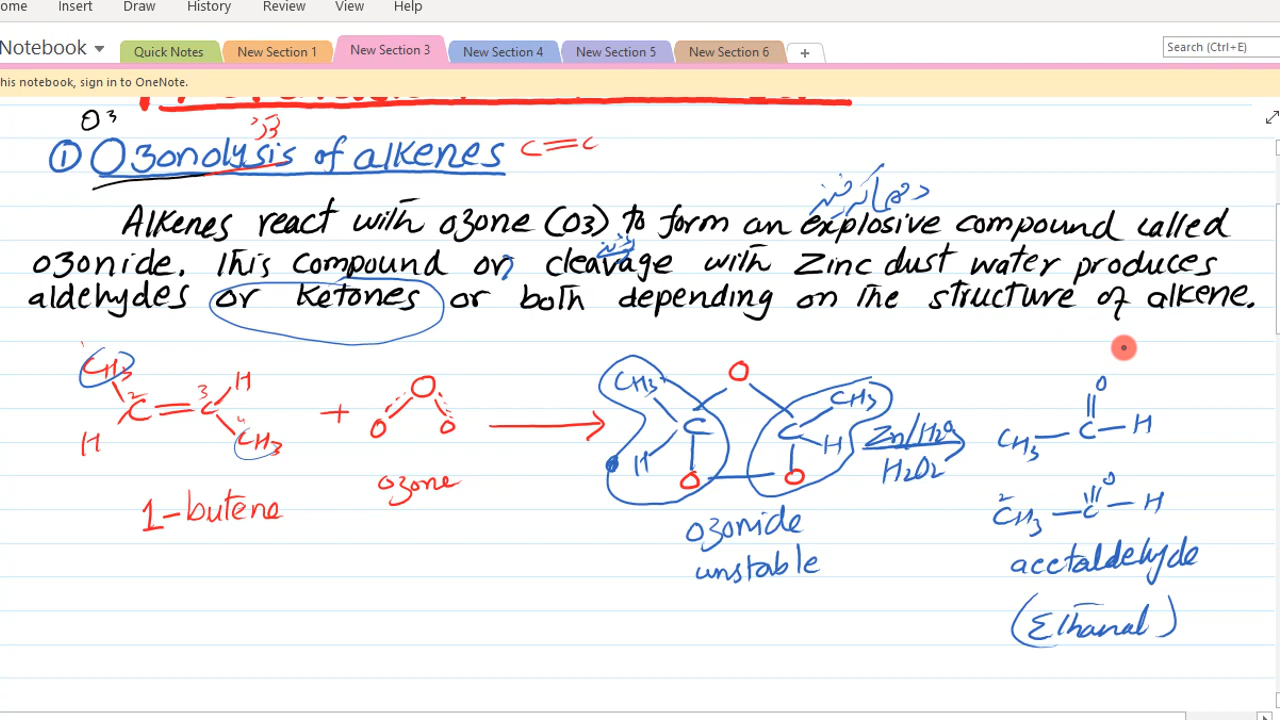 ome Insert Draw History Review View Help
Notebook Quick Notes New Section 1 New Section 3 New Section 4 New Section 5 New Section 6 + Search (Ctrl+E)
his notebook, sign in to OneNote.
O3
① Ozonolysis of alkenes C=C
Alkenes react with ozone (O3) to form an explosive compound called
ozonide. This compound on cleavage with Zinc dust water produces
aldehydes or Ketones or both depending on the structure of alkene.
CH3 2 3 H
C=C
H 4 CH3
1-butene
+
O O O
ozone
CH3 O CH3
C C
H O O H
ozonide
unstable
Zn/H2O
H2O2
O
CH3 — C — H
2 O
CH3 — C — H
acetaldehyde
(Ethanal)